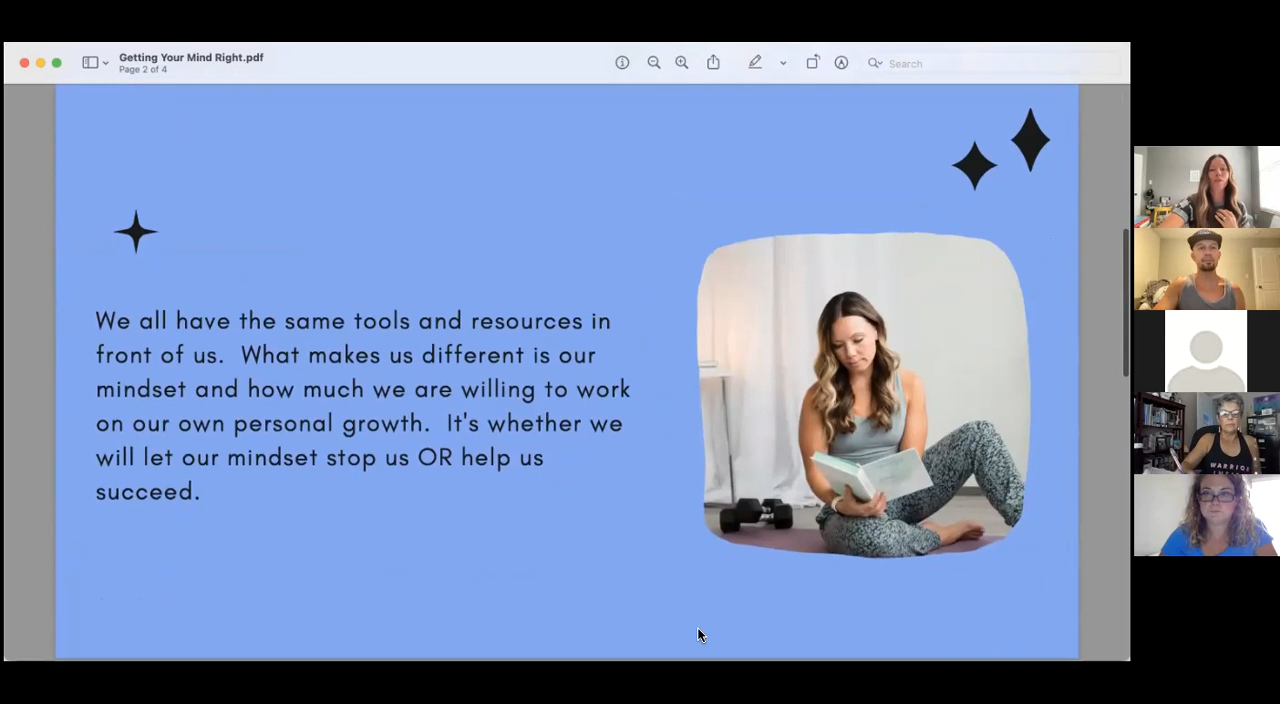 Getting Your Mind Right.pdf
Page 2 of 4
Search
We all have the same tools and resources in
front of us.  What makes us different is our
mindset and how much we are willing to work
on our own personal growth.  It's whether we
will let our mindset stop us OR help us
succeed.
WARRIOR